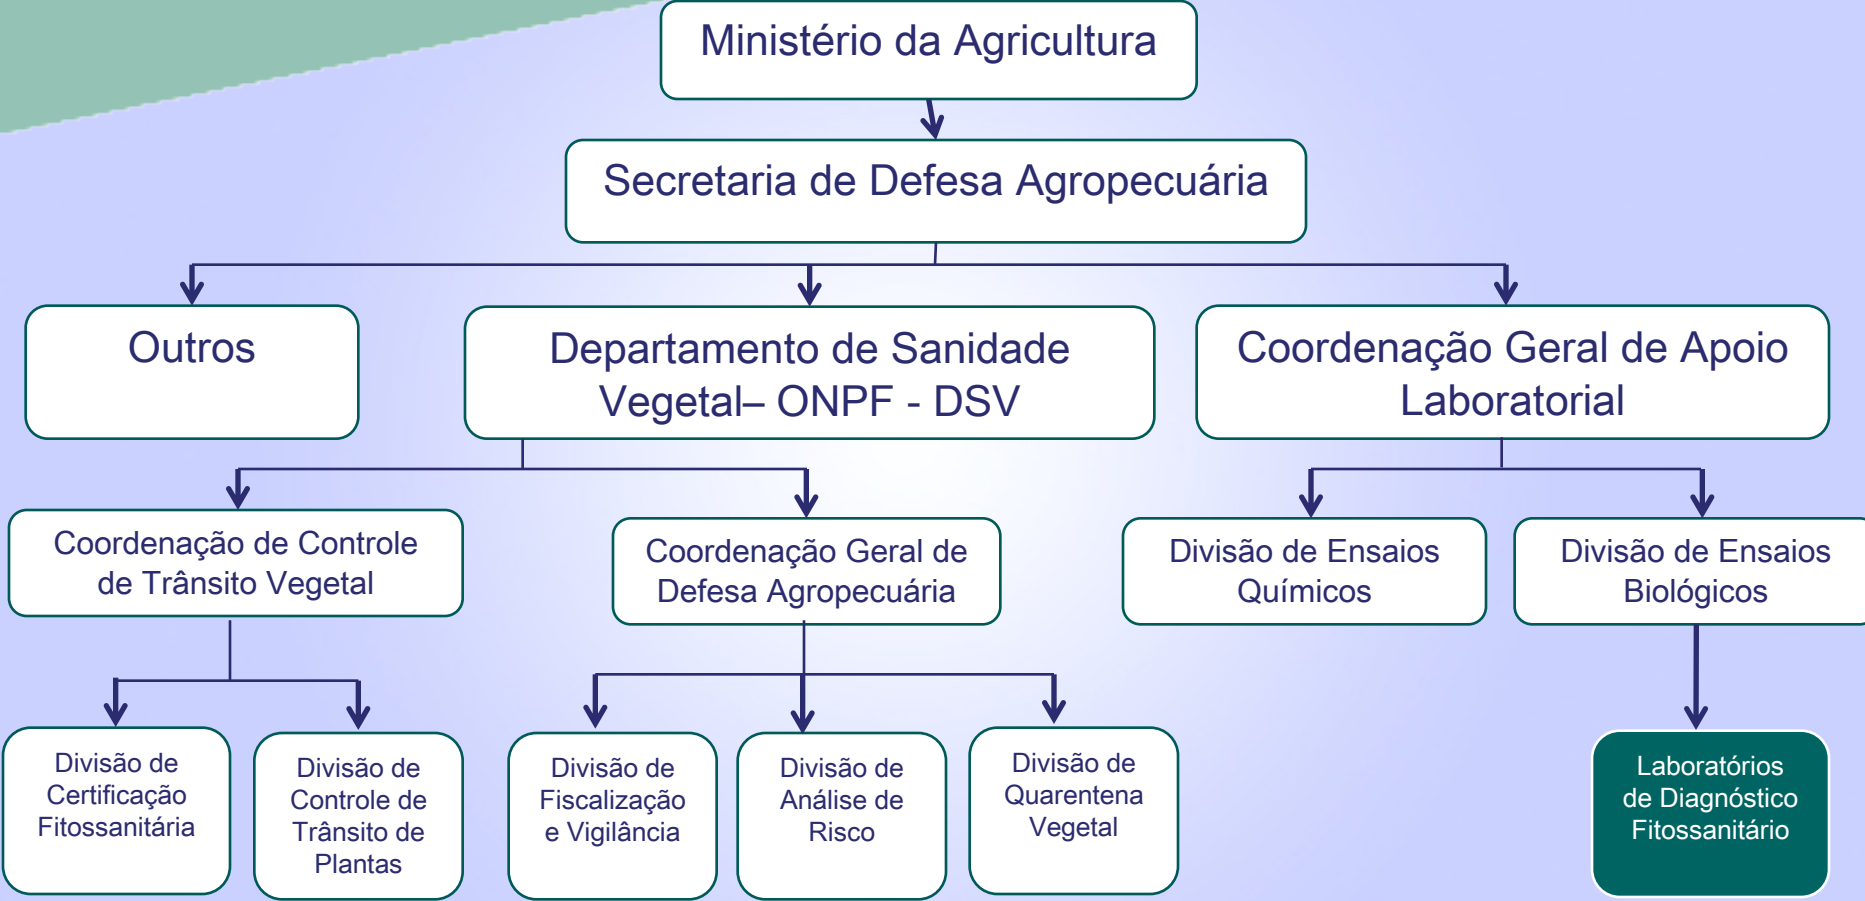 Ministério da Agricultura
Secretaria de Defesa Agropecuária
Outros
Departamento de Sanidade
Vegetal– ONPF - DSV
Coordenação Geral de Apoio
Laboratorial
Coordenação de Controle
de Trânsito Vegetal
Coordenação Geral de
Defesa Agropecuária
Divisão de Ensaios
Químicos
Divisão de Ensaios
Biológicos
Divisão de
Certificação
Fitossanitária
Divisão de
Controle de
Trânsito de
Plantas
Divisão de
Fiscalização
e Vigilância
Divisão de
Análise de
Risco
Divisão de
Quarentena
Vegetal
Laboratórios
de Diagnóstico
Fitossanitário